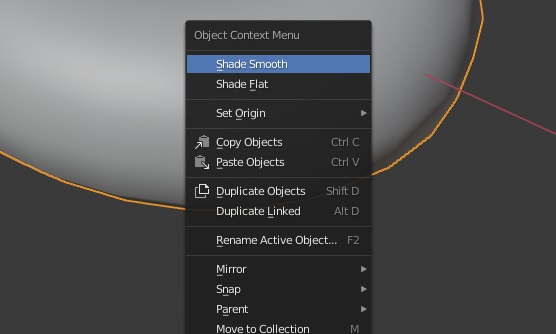 Object Context Menu
Shade Smooth
Shade Flat
Set Origin
Copy Objects Ctrl C
Paste Objects Ctrl V
Duplicate Objects Shift D
Duplicate Linked Alt D
Rename Active Object... F2
Mirror
Snap
Parent
Move to Collection M